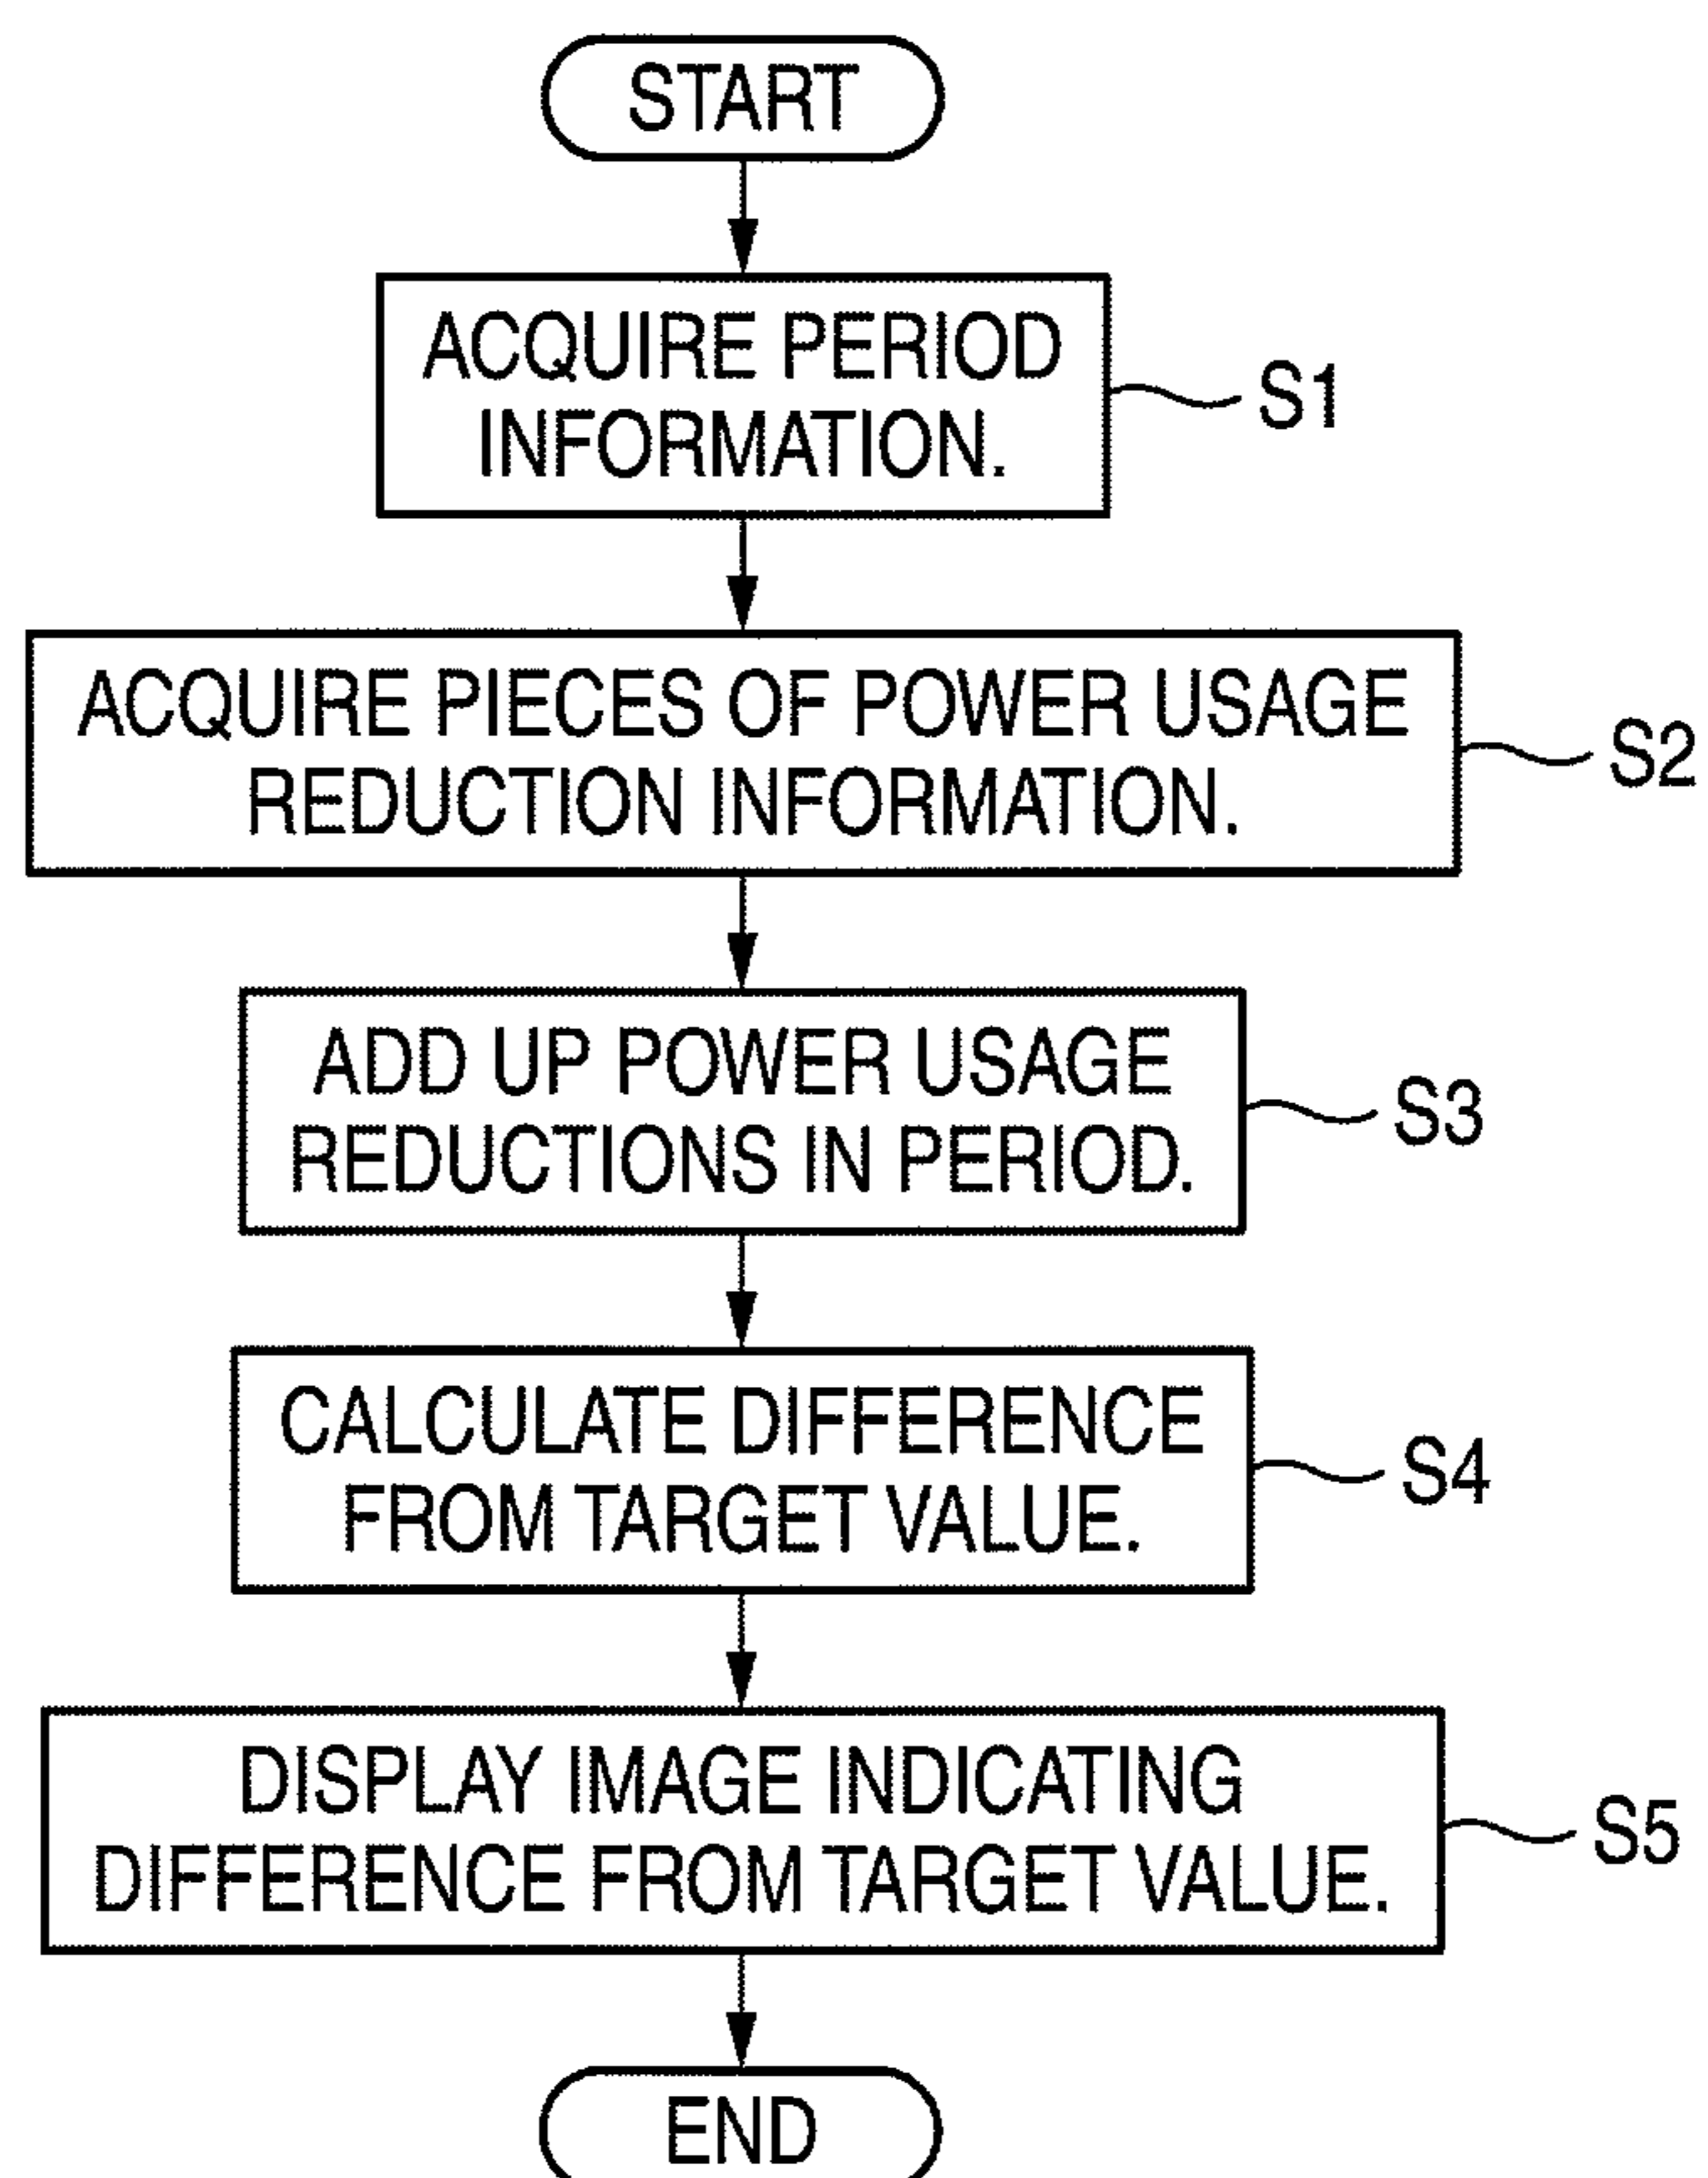 START
ACQUIRE PERIOD
INFORMATION.
S1
ACQUIRE PIECES OF POWER USAGE
REDUCTION INFORMATION.
S2
ADD UP POWER USAGE
REDUCTIONS IN PERIOD.
S3
CALCULATE DIFFERENCE
FROM TARGET VALUE.
S4
DISPLAY IMAGE INDICATING
DIFFERENCE FROM TARGET VALUE.
S5
END